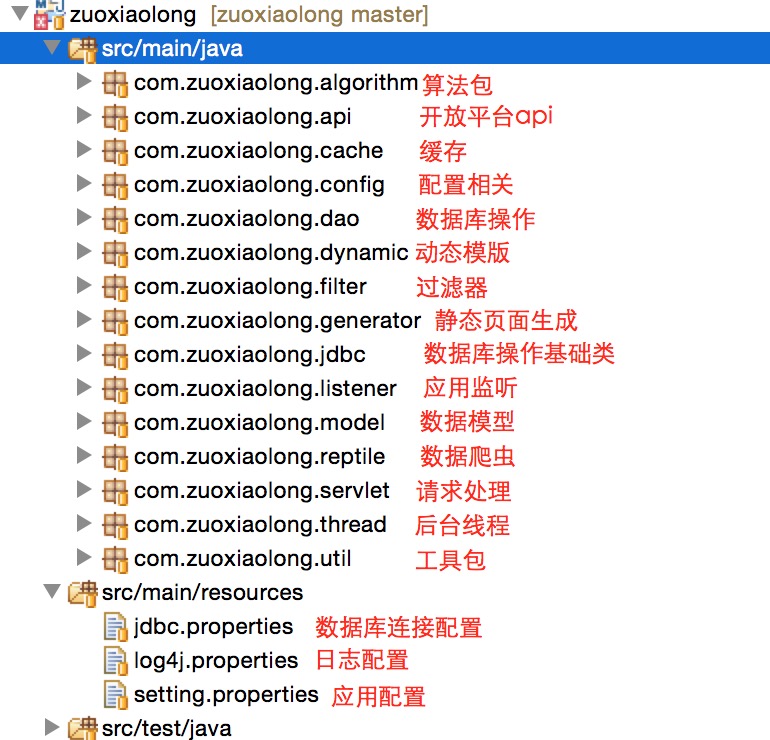 zuoxiaolong [zuoxiaolong master]
src/main/java
com.zuoxiaolong.algorithm 算法包
com.zuoxiaolong.api 开放平台api
com.zuoxiaolong.cache 缓存
com.zuoxiaolong.config 配置相关
com.zuoxiaolong.dao 数据库操作
com.zuoxiaolong.dynamic 动态模版
com.zuoxiaolong.filter 过滤器
com.zuoxiaolong.generator 静态页面生成
com.zuoxiaolong.jdbc 数据库操作基础类
com.zuoxiaolong.listener 应用监听
com.zuoxiaolong.model 数据模型
com.zuoxiaolong.reptile 数据爬虫
com.zuoxiaolong.servlet 请求处理
com.zuoxiaolong.thread 后台线程
com.zuoxiaolong.util 工具包
src/main/resources
jdbc.properties 数据库连接配置
log4j.properties 日志配置
setting.properties 应用配置
src/test/java